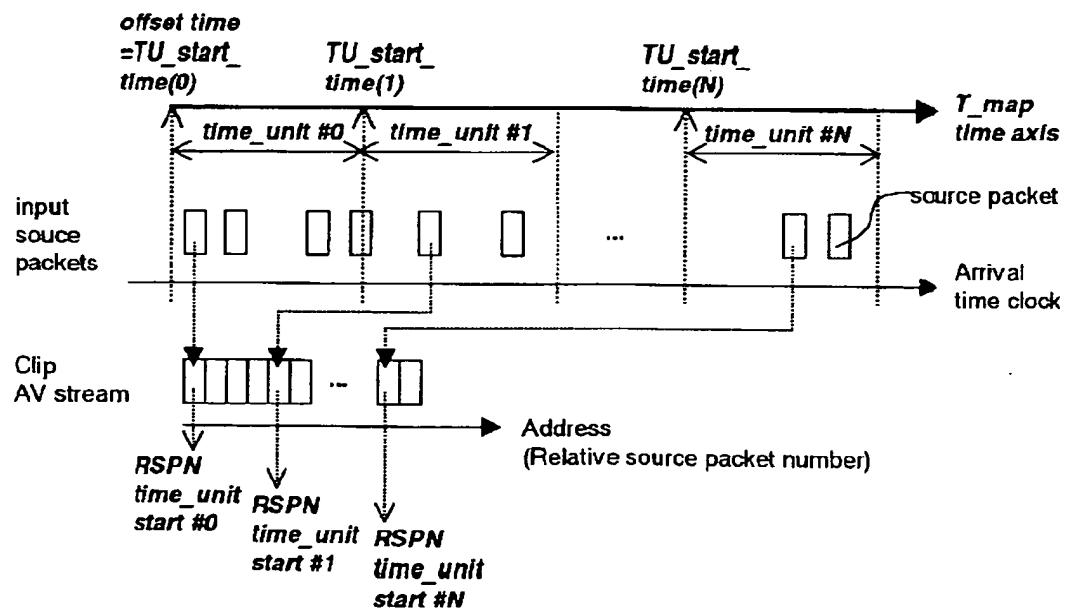 offset time
=TU_start_
time(0)
TU_start_
time(1)
TU_start_
time(N)
T_map
time axis
time_unit #0
time_unit #1
time_unit #N
input
souce
packets
...
source packet
Arrival
time clock
Clip
AV stream
...
Address
(Relative source packet number)
RSPN
time_unit
start #0
RSPN
time_unit
start #1
RSPN
time_unit
start #N